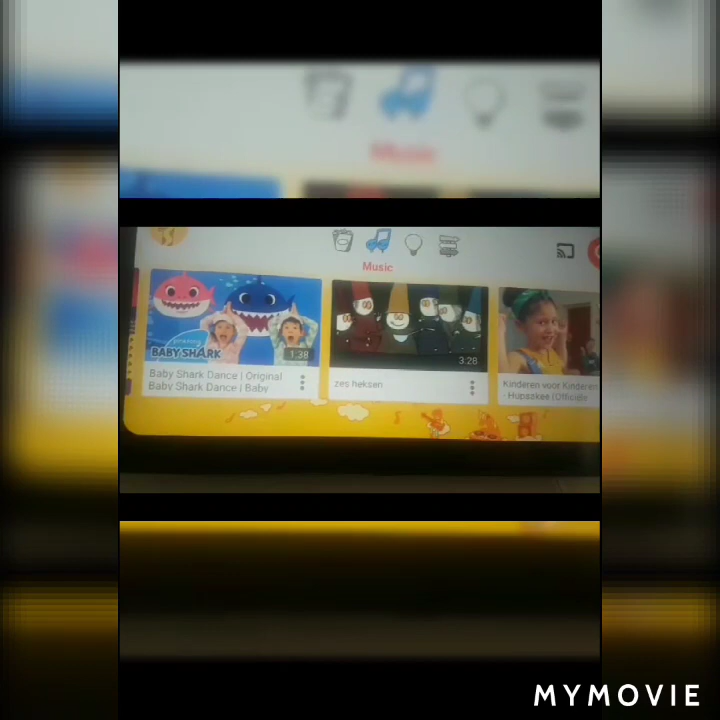 Music
Music
pinkfong
BABY SHARK
1:38
3:28
Baby Shark Dance | Original
Baby Shark Dance | Baby
zes heksen
Kinderen voor Kinderen
- Hupsakee (Officiële
MYMOVIE